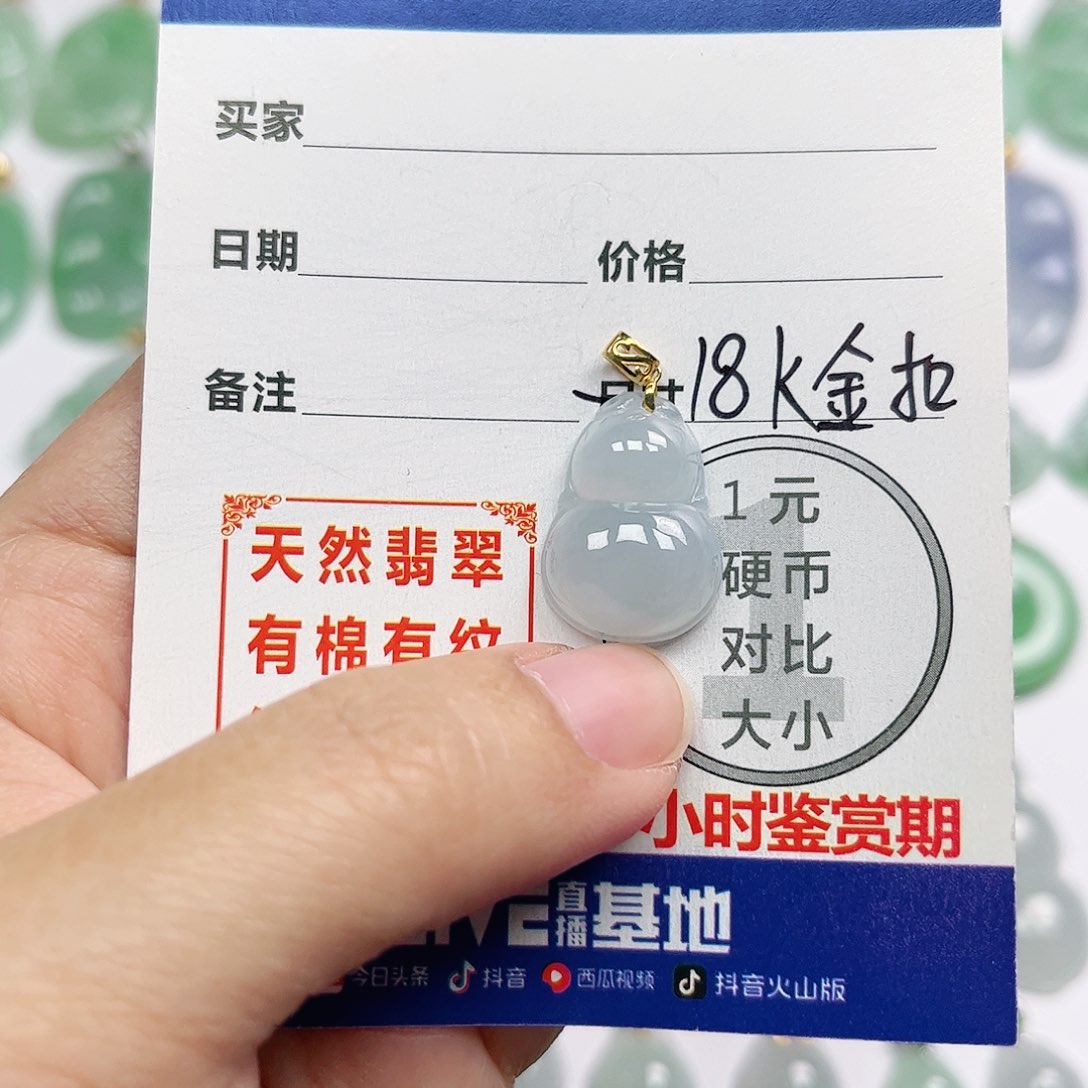 买家
日期 价格
备注 18K金扣
天然翡翠
有棉有纹
1元
硬币
对比
大小
小时鉴赏期
直播基地
今日头条 抖音 西瓜视频 抖音火山版